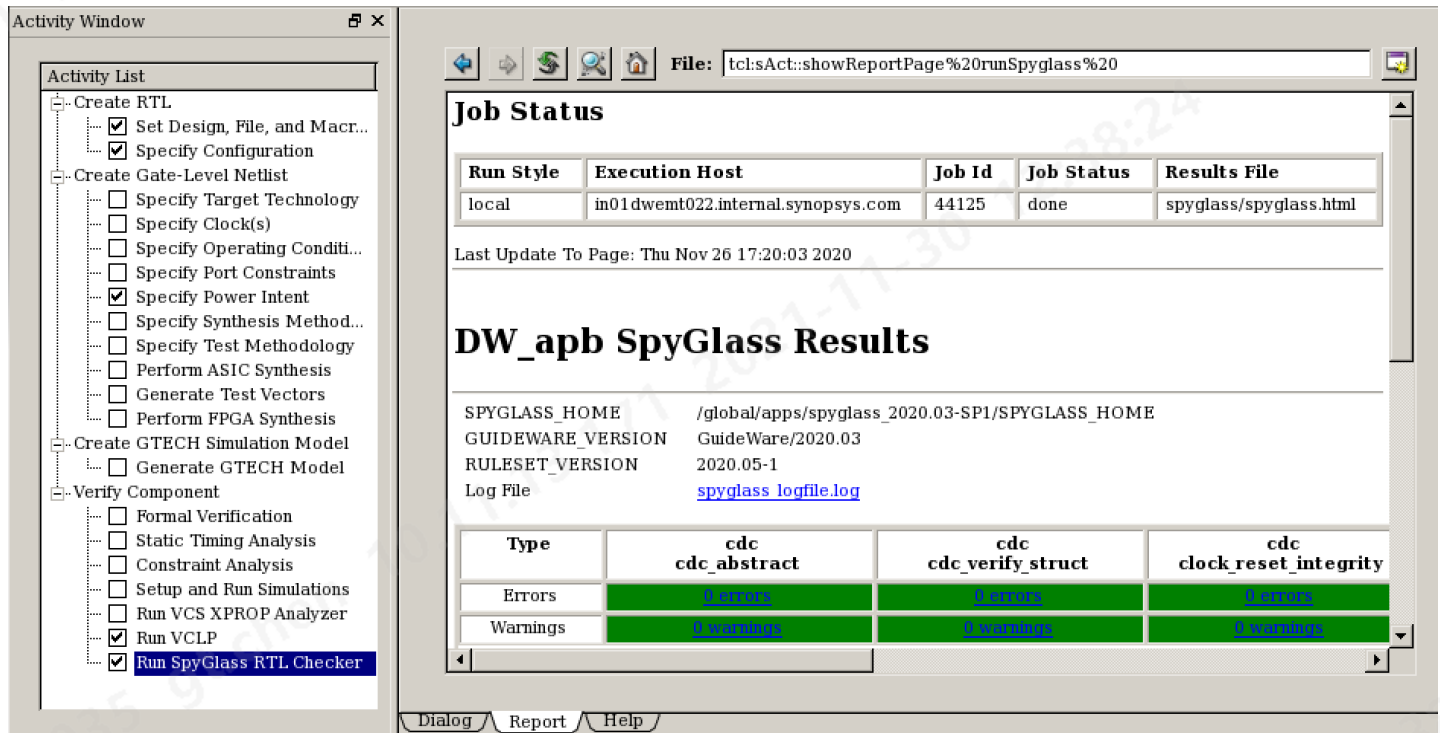 Activity Window
Activity List
Create RTL
Set Design, File, and Macr...
Specify Configuration
Create Gate-Level Netlist
Specify Target Technology
Specify Clock(s)
Specify Operating Conditi...
Specify Port Constraints
Specify Power Intent
Specify Synthesis Method...
Specify Test Methodology
Perform ASIC Synthesis
Generate Test Vectors
Perform FPGA Synthesis
Create GTECH Simulation Model
Generate GTECH Model
Verify Component
Formal Verification
Static Timing Analysis
Constraint Analysis
Setup and Run Simulations
Run VCS XPROP Analyzer
Run VCLP
Run SpyGlass RTL Checker
File: tcl:sAct::showReportPage%20runSpyglass%20
Job Status
Run Style Execution Host Job Id Job Status Results File
local in01dwemt022.internal.synopsys.com 44125 done spyglass/spyglass.html
Last Update To Page: Thu Nov 26 17:20:03 2020
DW_apb SpyGlass Results
SPYGLASS_HOME /global/apps/spyglass_2020.03-SP1/SPYGLASS_HOME
GUIDEWARE_VERSION GuideWare/2020.03
RULESET_VERSION 2020.05-1
Log File spyglass_logfile.log
Type cdc cdc cdc
cdc_abstract cdc_verify_struct clock_reset_integrity
Errors 0 errors 0 errors 0 errors
Warnings 0 warnings 0 warnings 0 warnings
Dialog Report Help